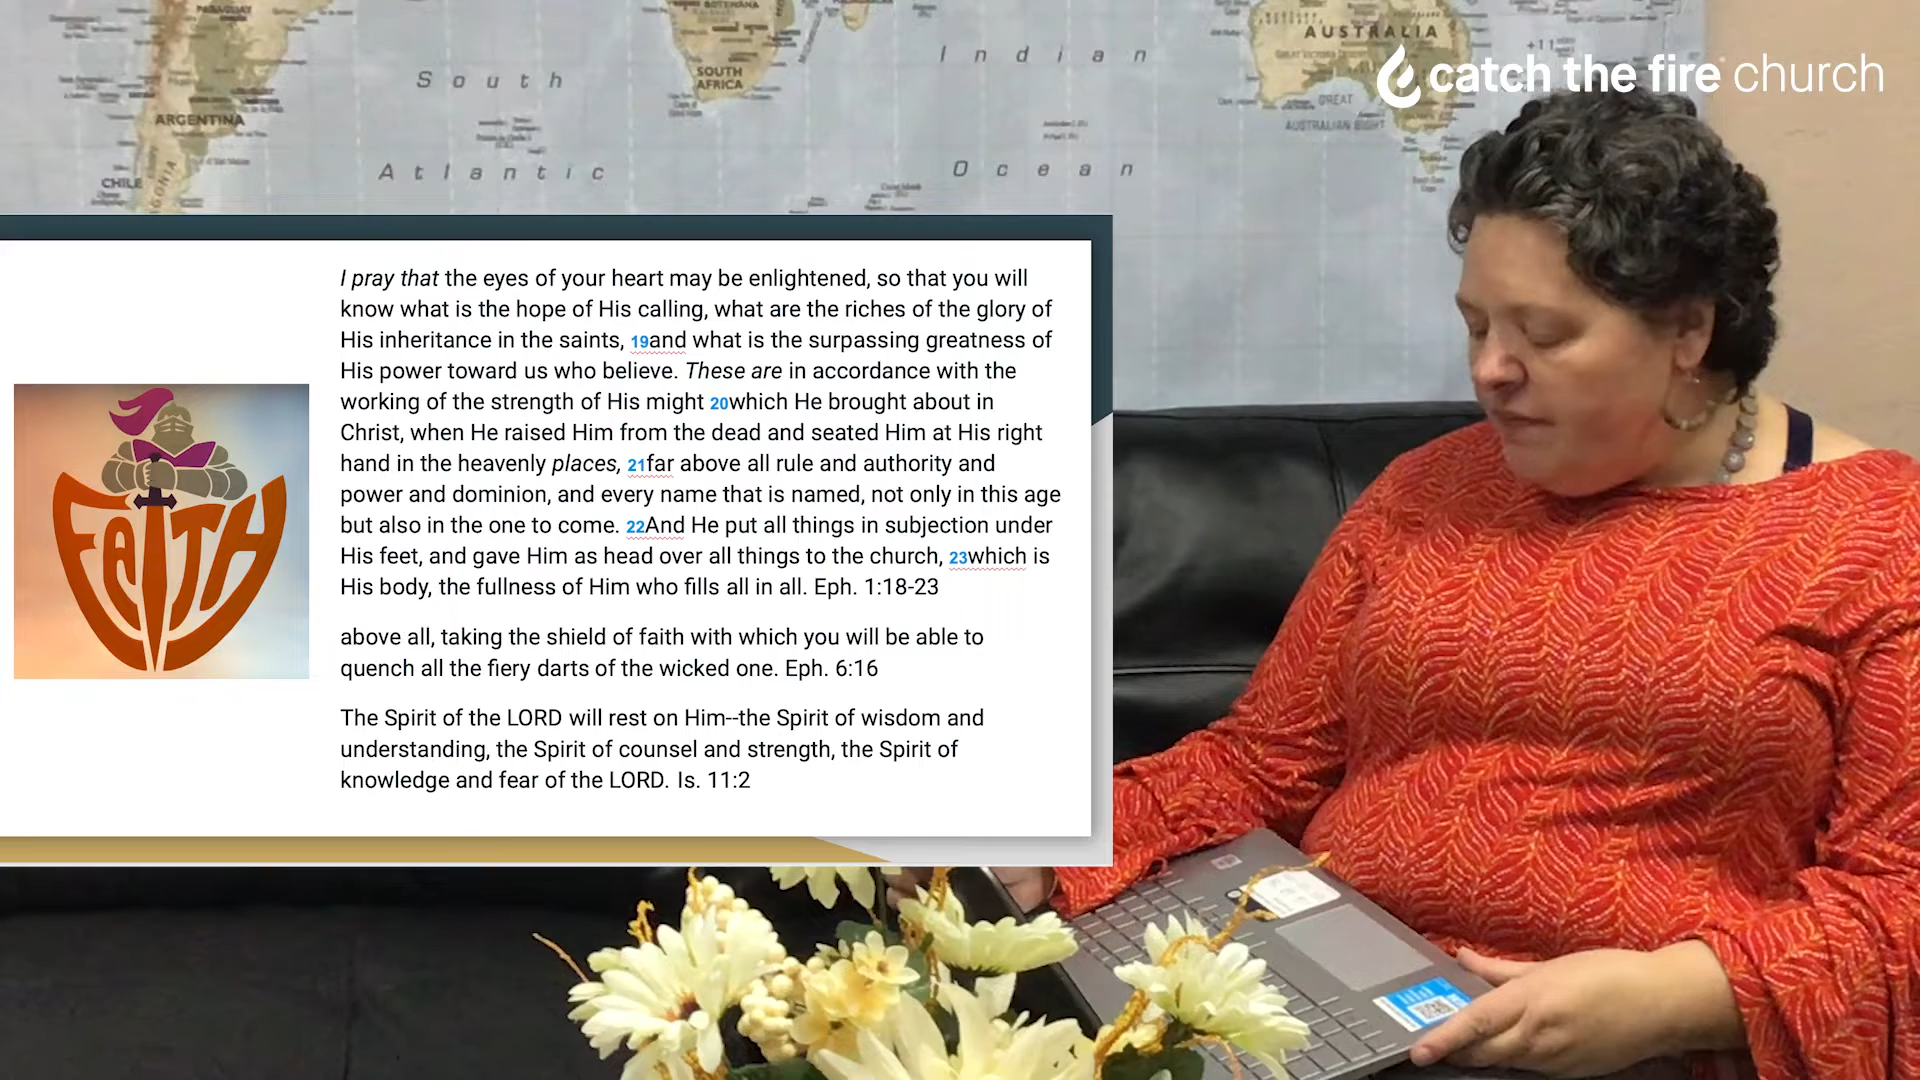 PARAGUAY
BOTSWANA
AUSTRALIA
Indian
South
SOUTH
AFRICA
catch the fire church
GREAT
AUSTRALIAN BIGHT
ARGENTINA
Atlantic
Ocean
CHILE
I pray that the eyes of your heart may be enlightened, so that you will
know what is the hope of His calling, what are the riches of the glory of
His inheritance in the saints, 19and what is the surpassing greatness of
His power toward us who believe. These are in accordance with the
working of the strength of His might 20which He brought about in
Christ, when He raised Him from the dead and seated Him at His right
hand in the heavenly places, 21far above all rule and authority and
power and dominion, and every name that is named, not only in this age
but also in the one to come. 22And He put all things in subjection under
His feet, and gave Him as head over all things to the church, 23which is
His body, the fullness of Him who fills all in all. Eph. 1:18-23
FAITH
above all, taking the shield of faith with which you will be able to
quench all the fiery darts of the wicked one. Eph. 6:16
The Spirit of the LORD will rest on Him--the Spirit of wisdom and
understanding, the Spirit of counsel and strength, the Spirit of
knowledge and fear of the LORD. Is. 11:2